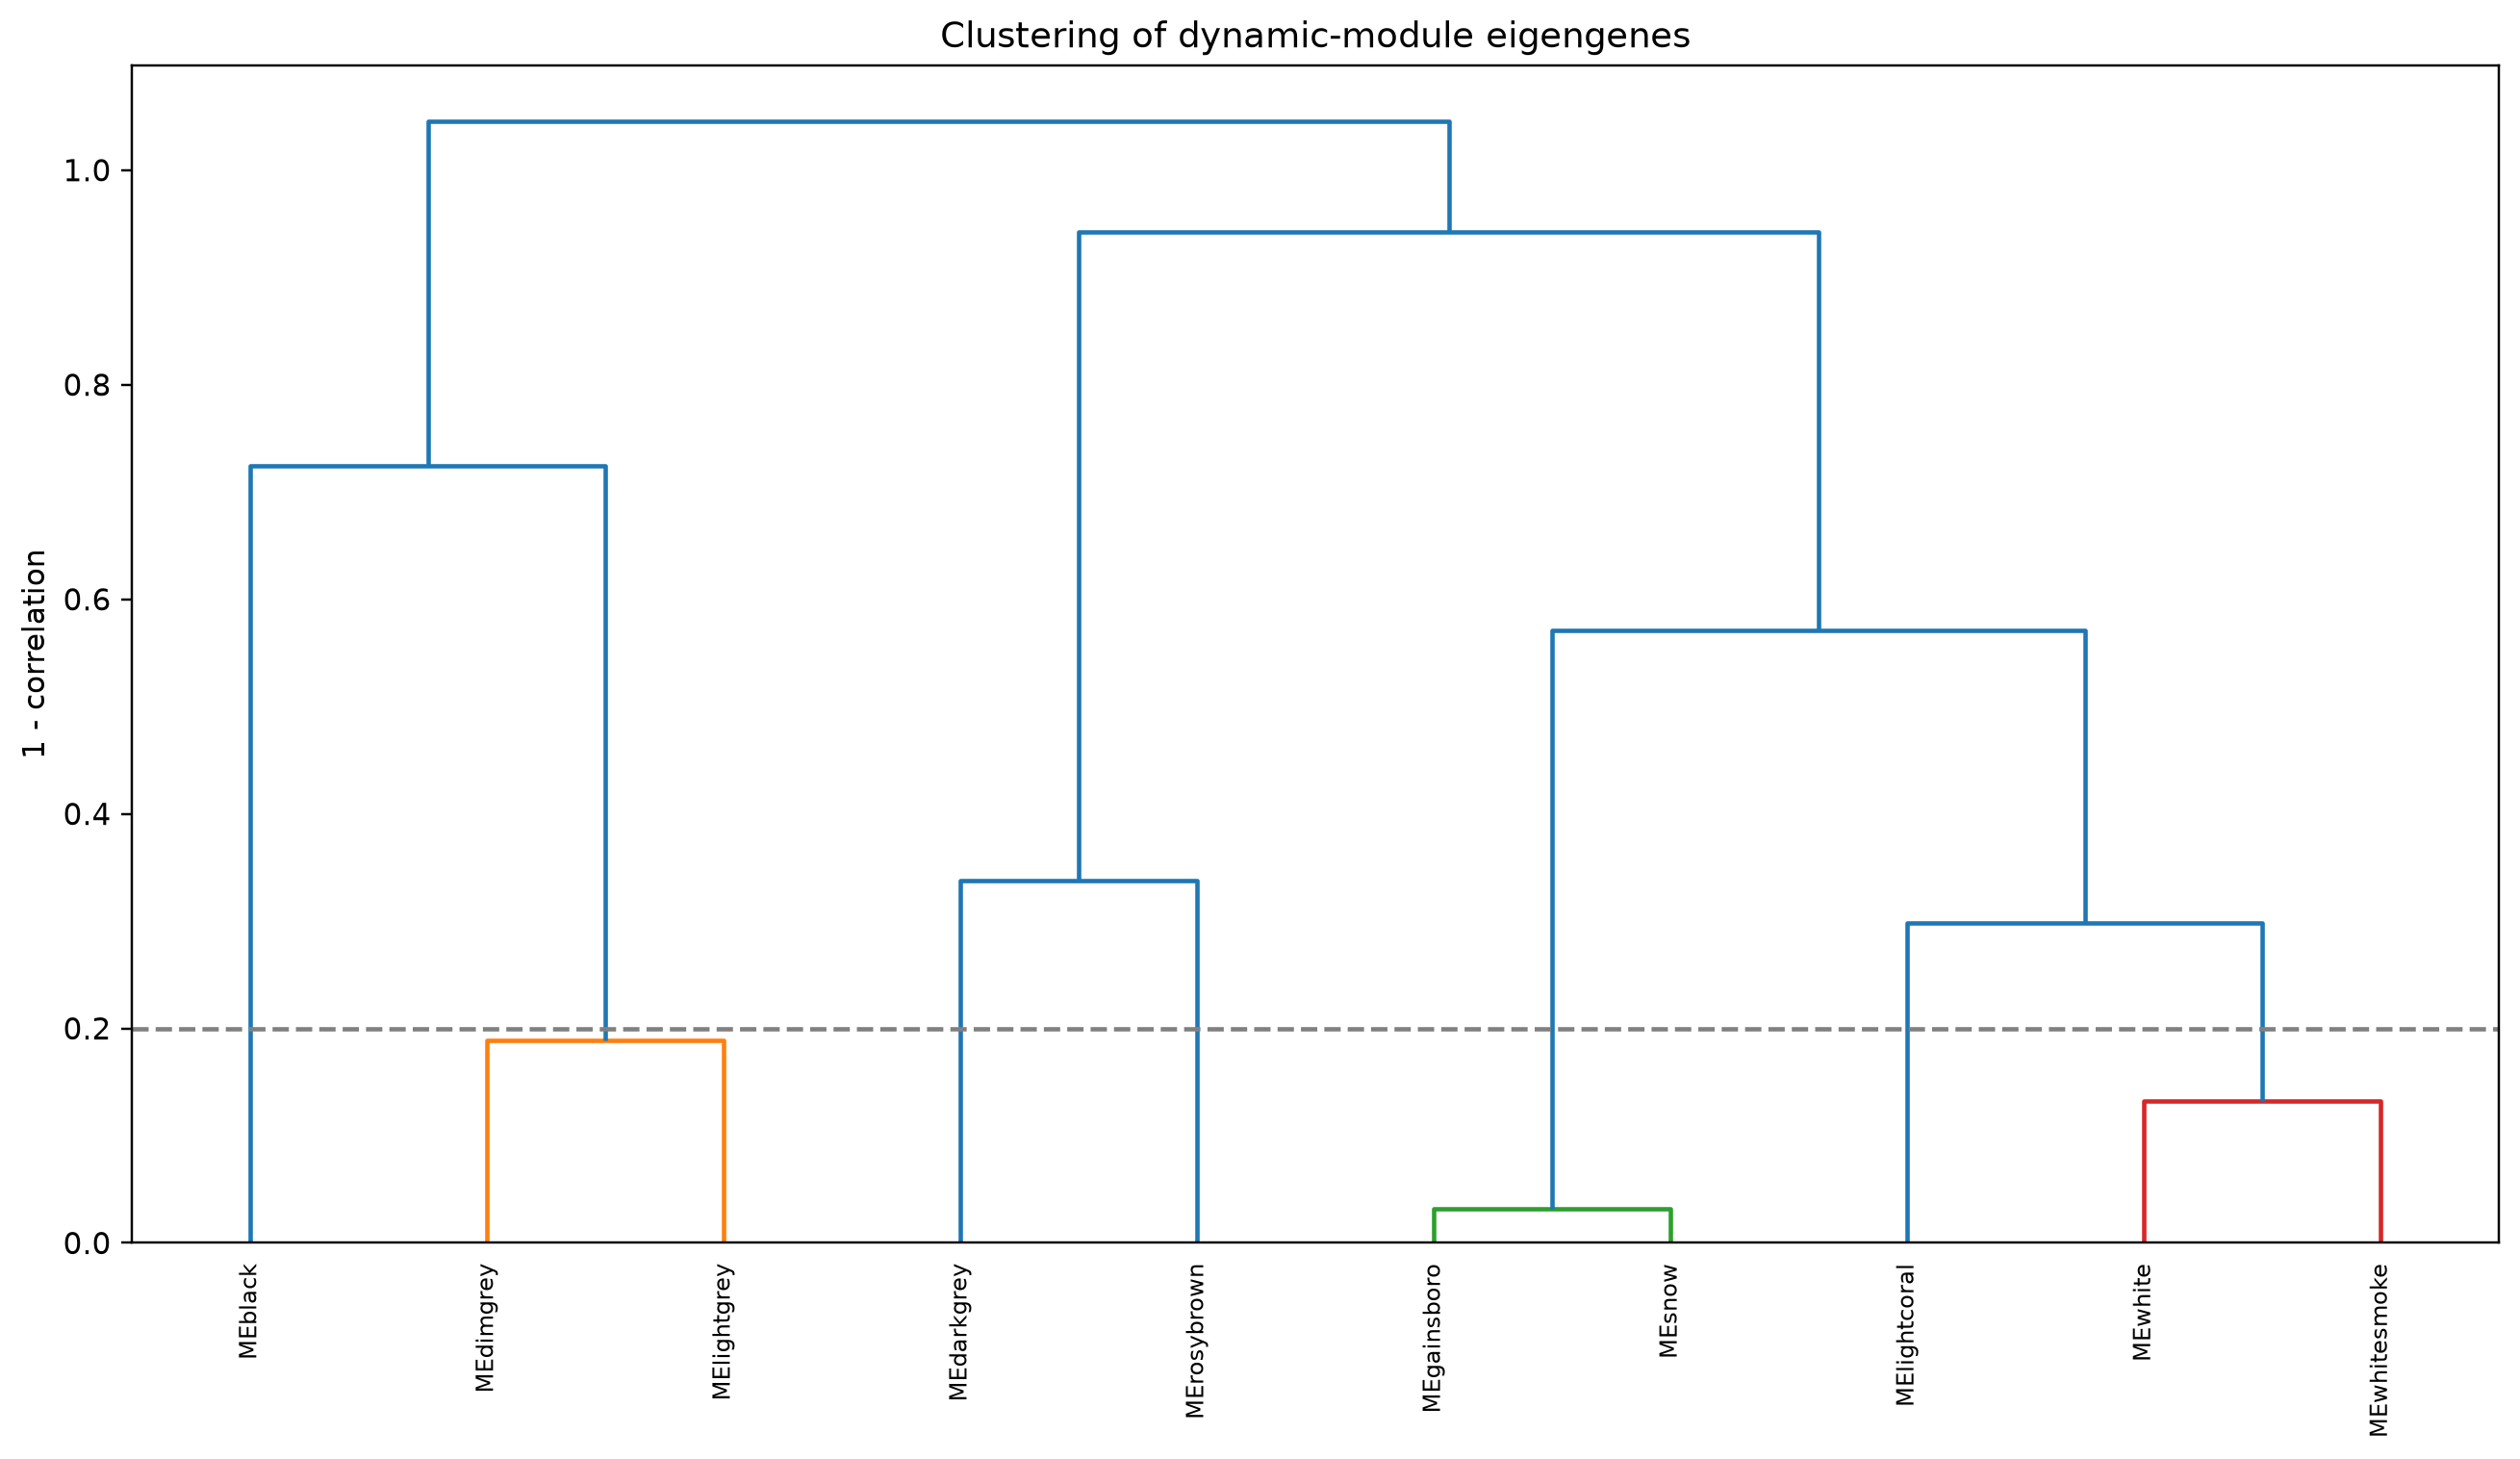 Clustering of dynamic-module eigengenes
1 - correlation
1.0
0.8
0.6
0.4
0.2
0.0
MEblack
MEdimgrey
MElightgrey
MEdarkgrey
MErosybrown
MEgainsboro
MEsnow
MElightcoral
MEwhite
MEwhitesmoke